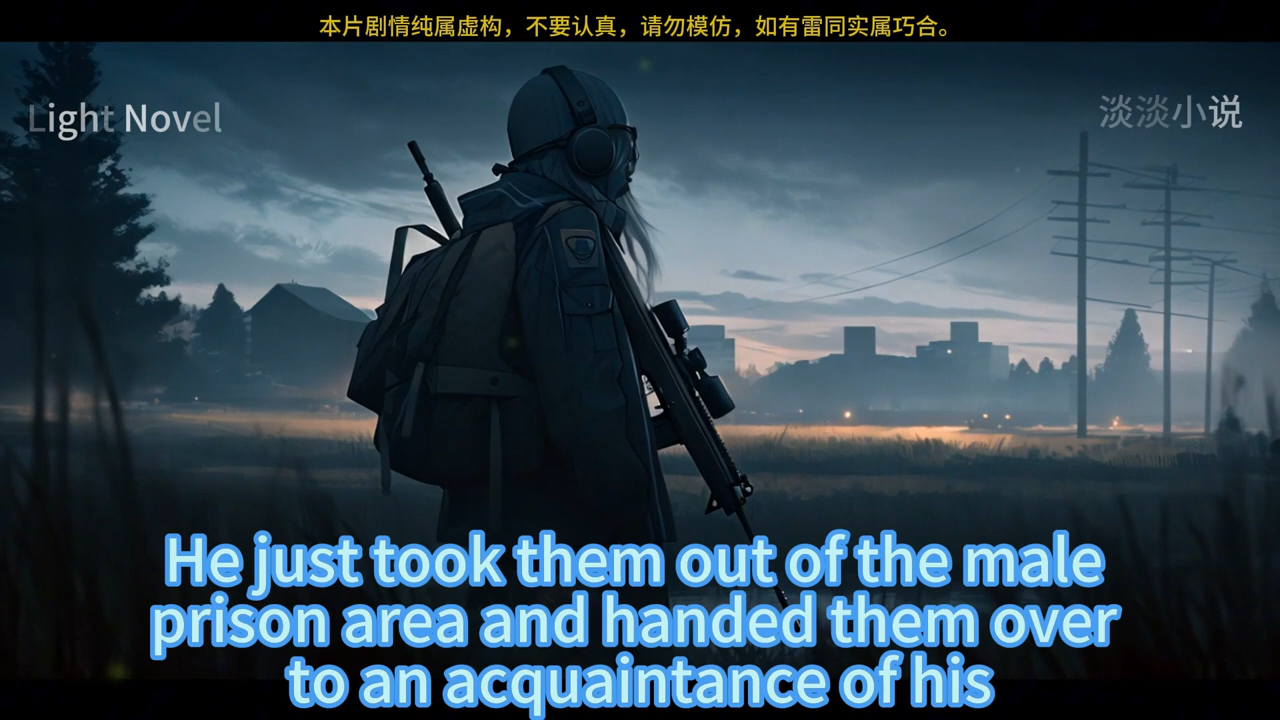 本片剧情纯属虚构，不要认真，请勿模仿，如有雷同实属巧合。
Light Novel
淡淡小说
He just took them out of the male
prison area and handed them over
to an acquaintance of his